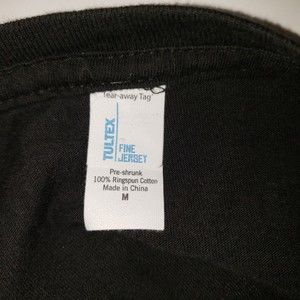 Tear-away Tag
TULTEX
FINE
JERSEY
Pre-shrunk
100% Ringspun Cotton
Made in China
M